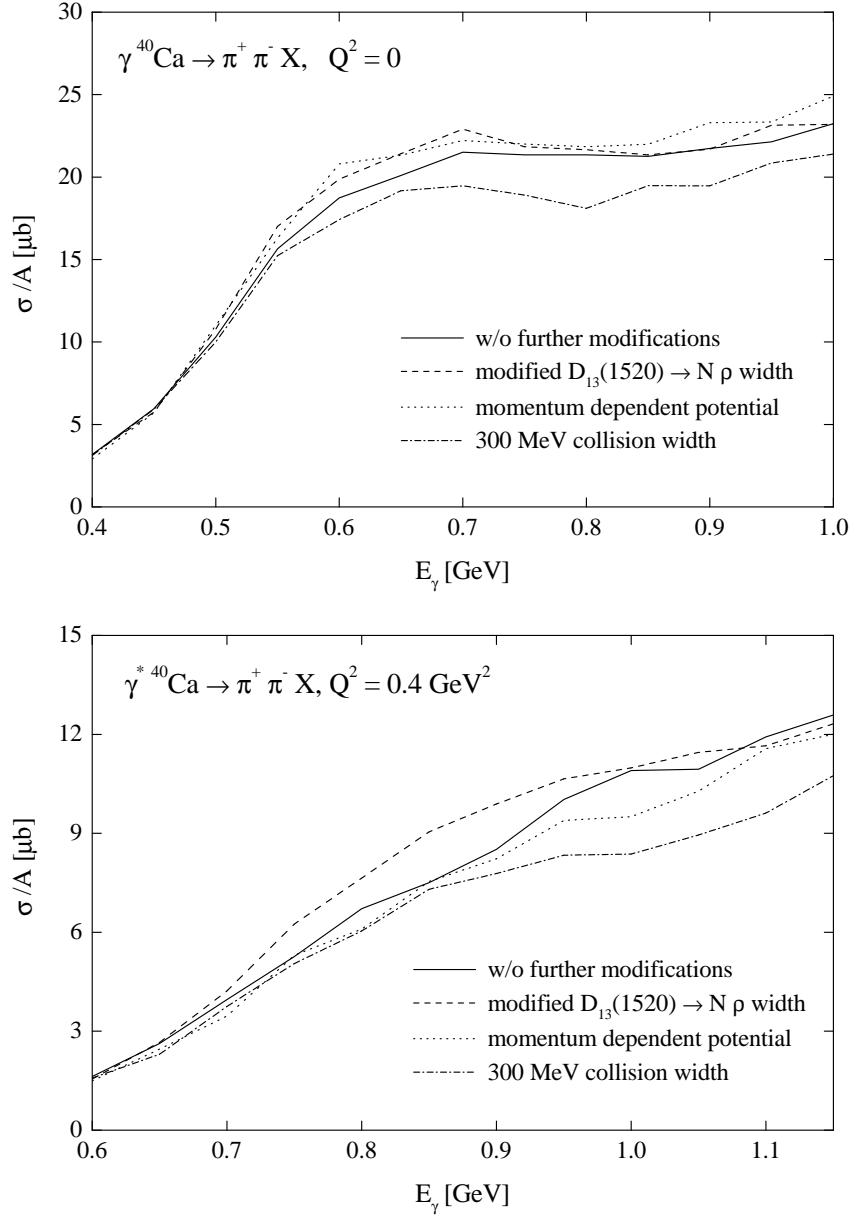 30
γ ⁴⁰Ca → π⁺ π⁻ X, Q² = 0
25
20
σ /A [μb]
15
w/o further modifications
10
modified D₁₃(1520) → N ρ width
momentum dependent potential
5
300 MeV collision width
0
0.4 0.5 0.6 0.7 0.8 0.9 1.0
E_γ [GeV]
15
γ* ⁴⁰Ca → π⁺ π⁻ X, Q² = 0.4 GeV²
12
9
σ /A [μb]
6
w/o further modifications
modified D₁₃(1520) → N ρ width
3
momentum dependent potential
300 MeV collision width
0
0.6 0.7 0.8 0.9 1.0 1.1
E_γ [GeV]